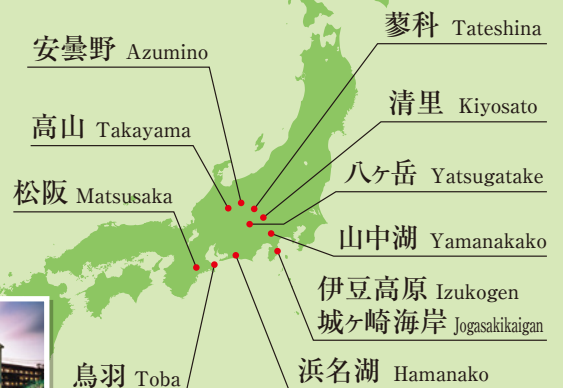 蓼科 Tateshina
安曇野 Azumino
清里 Kiyosato
高山 Takayama
八ヶ岳 Yatsugatake
松阪 Matsusaka
山中湖 Yamanakako
伊豆高原 Izukogen
城ヶ崎海岸 Jogasakikaigan
鳥羽 Toba
浜名湖 Hamanako